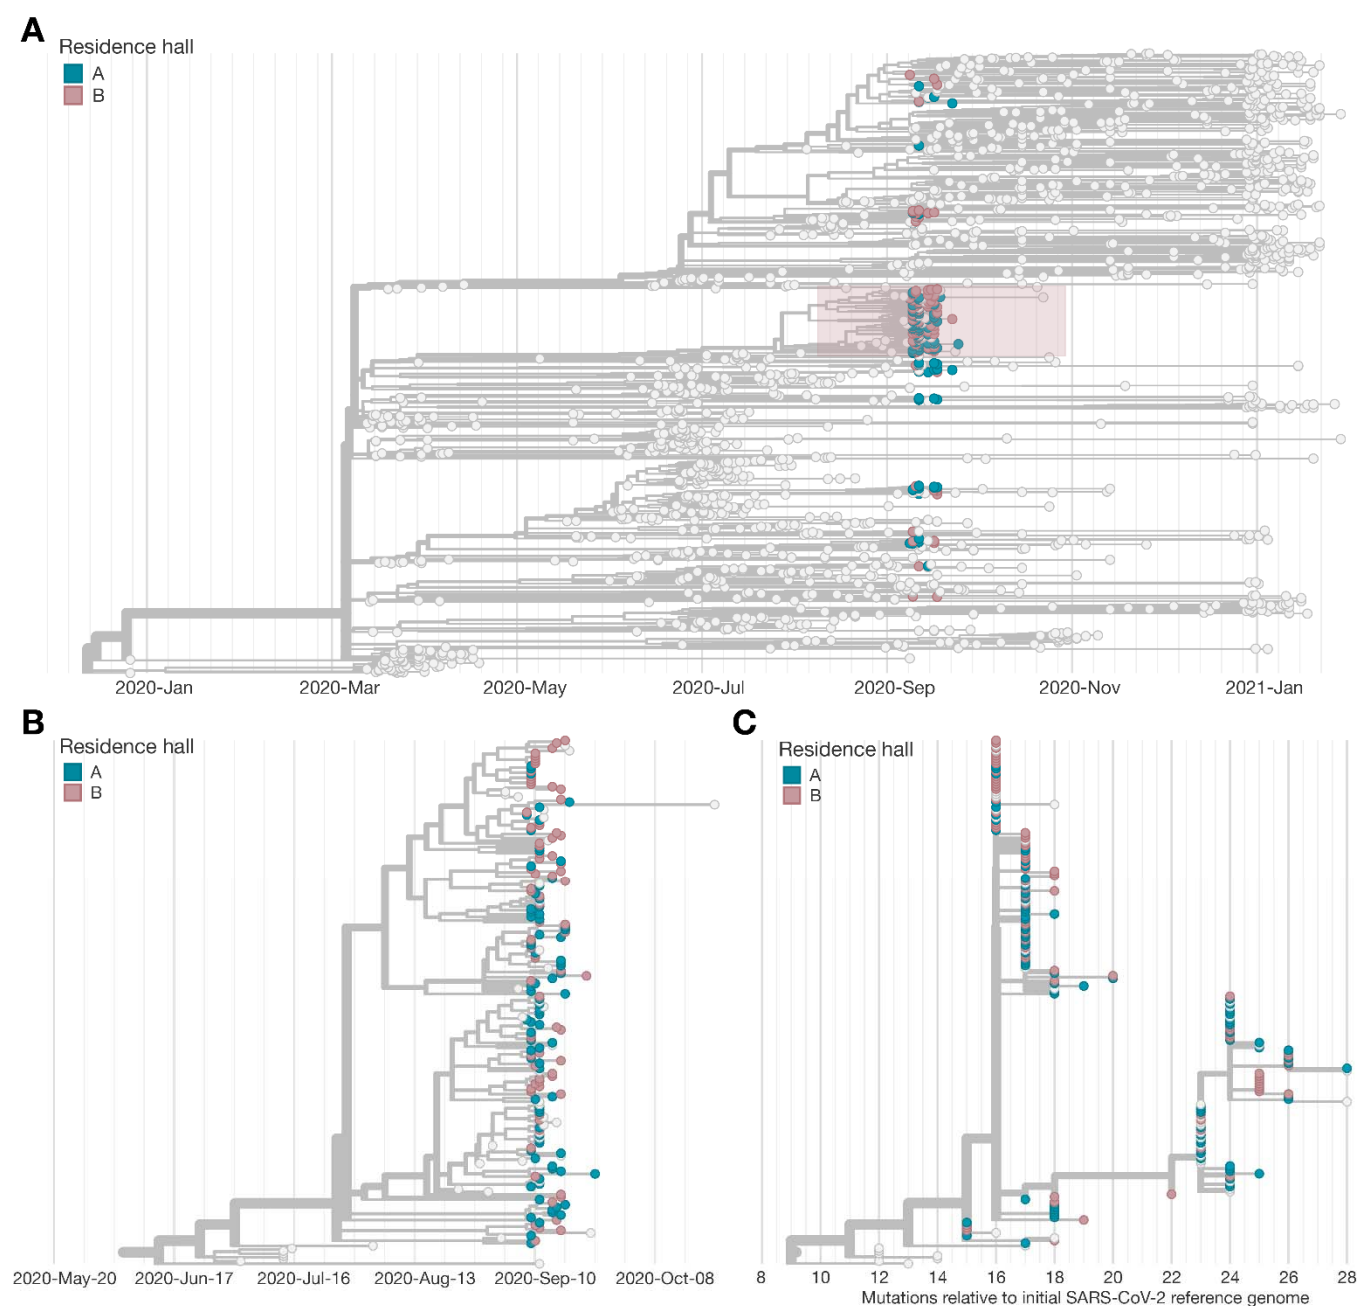 A
Residence hall
A
B
2020-Jan 2020-Mar 2020-May 2020-Jul 2020-Sep 2020-Nov 2021-Jan
B
Residence hall
A
B
2020-May-20 2020-Jun-17 2020-Jul-16 2020-Aug-13 2020-Sep-10 2020-Oct-08
C
Residence hall
A
B
8 10 12 14 16 18 20 22 24 26 28
Mutations relative to initial SARS-CoV-2 reference genome